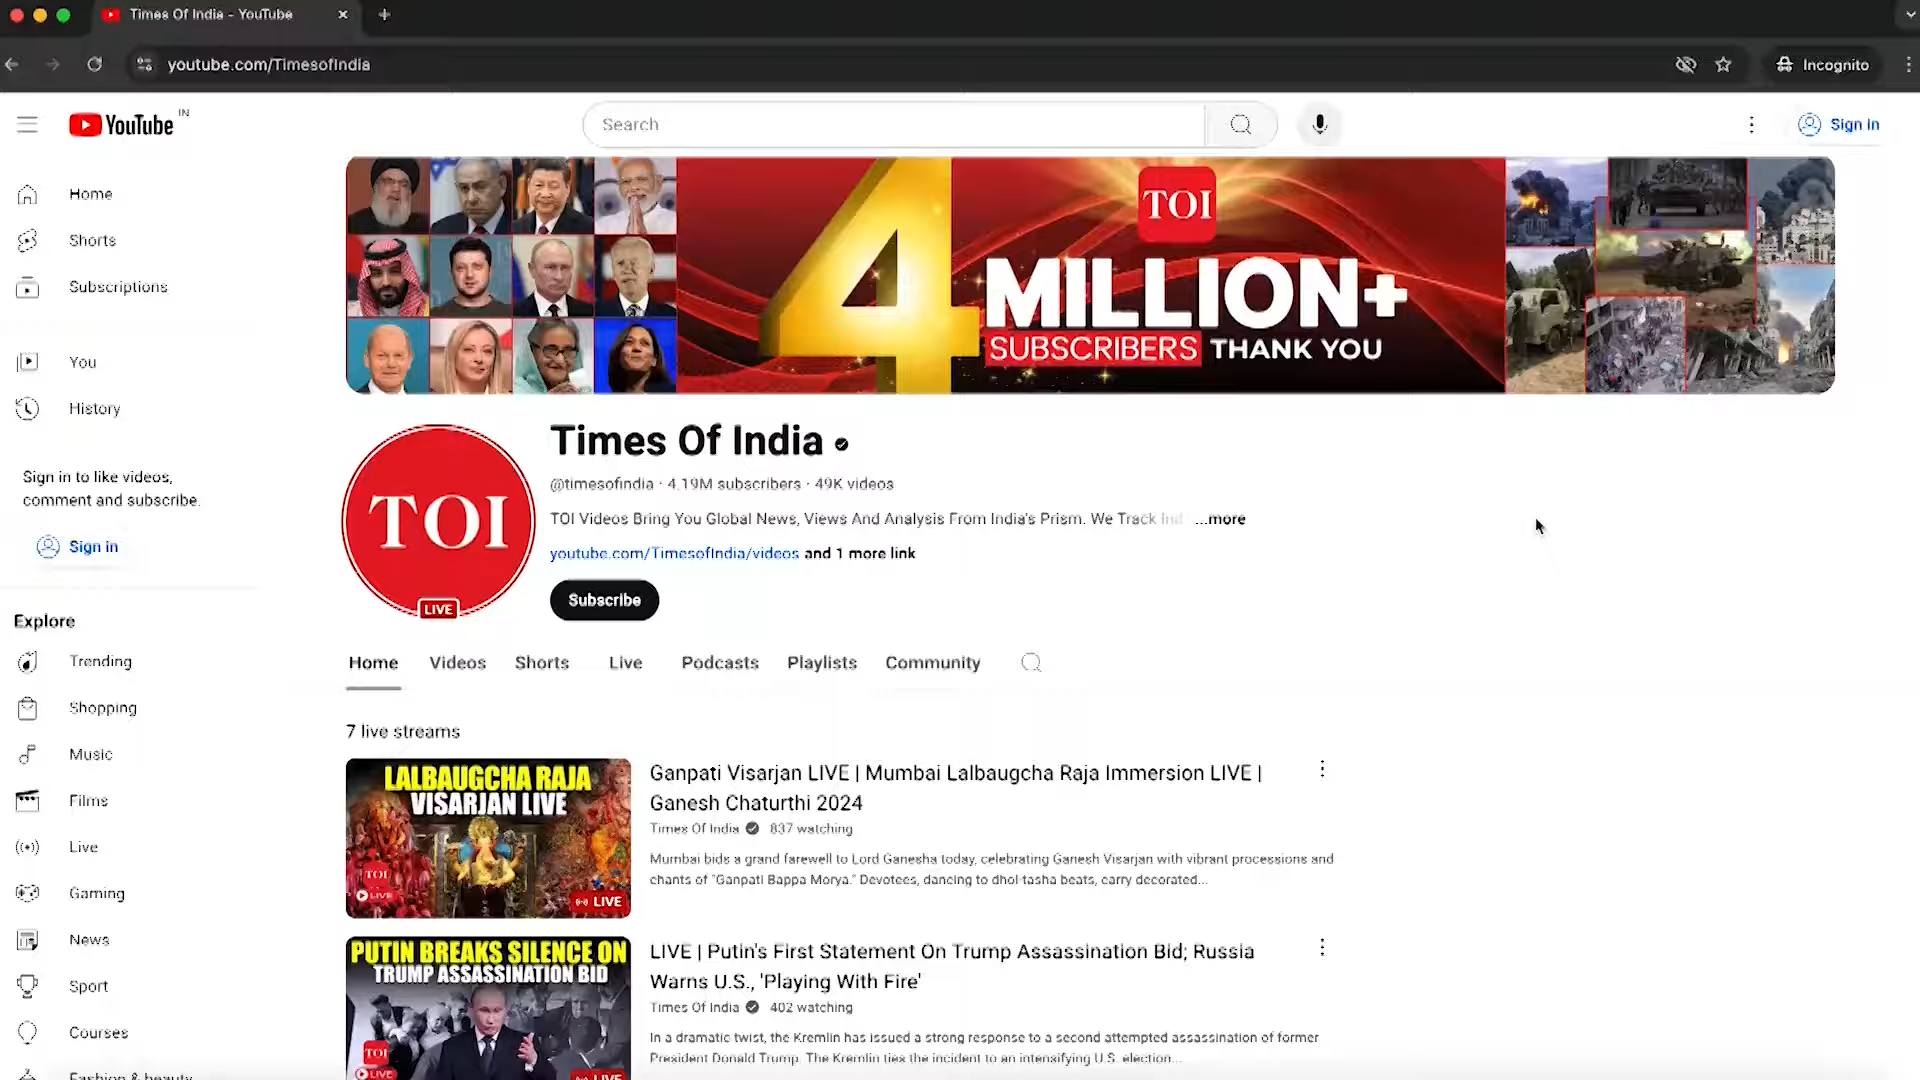 Times Of India - YouTube
youtube.com/TimesofIndia
Incognito
YouTube IN
Search
Sign in
Home
Shorts
Subscriptions
You
History
Sign in to like videos,
comment and subscribe.
Sign in
Explore
Trending
Shopping
Music
Films
Live
Gaming
News
Sport
Courses
Fashion & beauty
TOI
4 MILLION+
SUBSCRIBERS THANK YOU
TOI
LIVE
Times Of India
@timesofindia · 4.19M subscribers · 49K videos
TOI Videos Bring You Global News, Views And Analysis From India's Prism. We Track Ind ...more
youtube.com/TimesofIndia/videos and 1 more link
Subscribe
Home Videos Shorts Live Podcasts Playlists Community
7 live streams
LALBAUGCHA RAJA
VISARJAN LIVE
TOI
LIVE
LIVE
Ganpati Visarjan LIVE | Mumbai Lalbaugcha Raja Immersion LIVE |
Ganesh Chaturthi 2024
Times Of India 837 watching
Mumbai bids a grand farewell to Lord Ganesha today, celebrating Ganesh Visarjan with vibrant processions and
chants of "Ganpati Bappa Morya." Devotees, dancing to dhol-tasha beats, carry decorated...
PUTIN BREAKS SILENCE ON
TRUMP ASSASSINATION BID
TOI
LIVE
LIVE
LIVE | Putin's First Statement On Trump Assassination Bid; Russia
Warns U.S., 'Playing With Fire'
Times Of India 402 watching
In a dramatic twist, the Kremlin has issued a strong response to a second attempted assassination of former
President Donald Trump. The Kremlin ties the incident to an intensifying U.S. election...